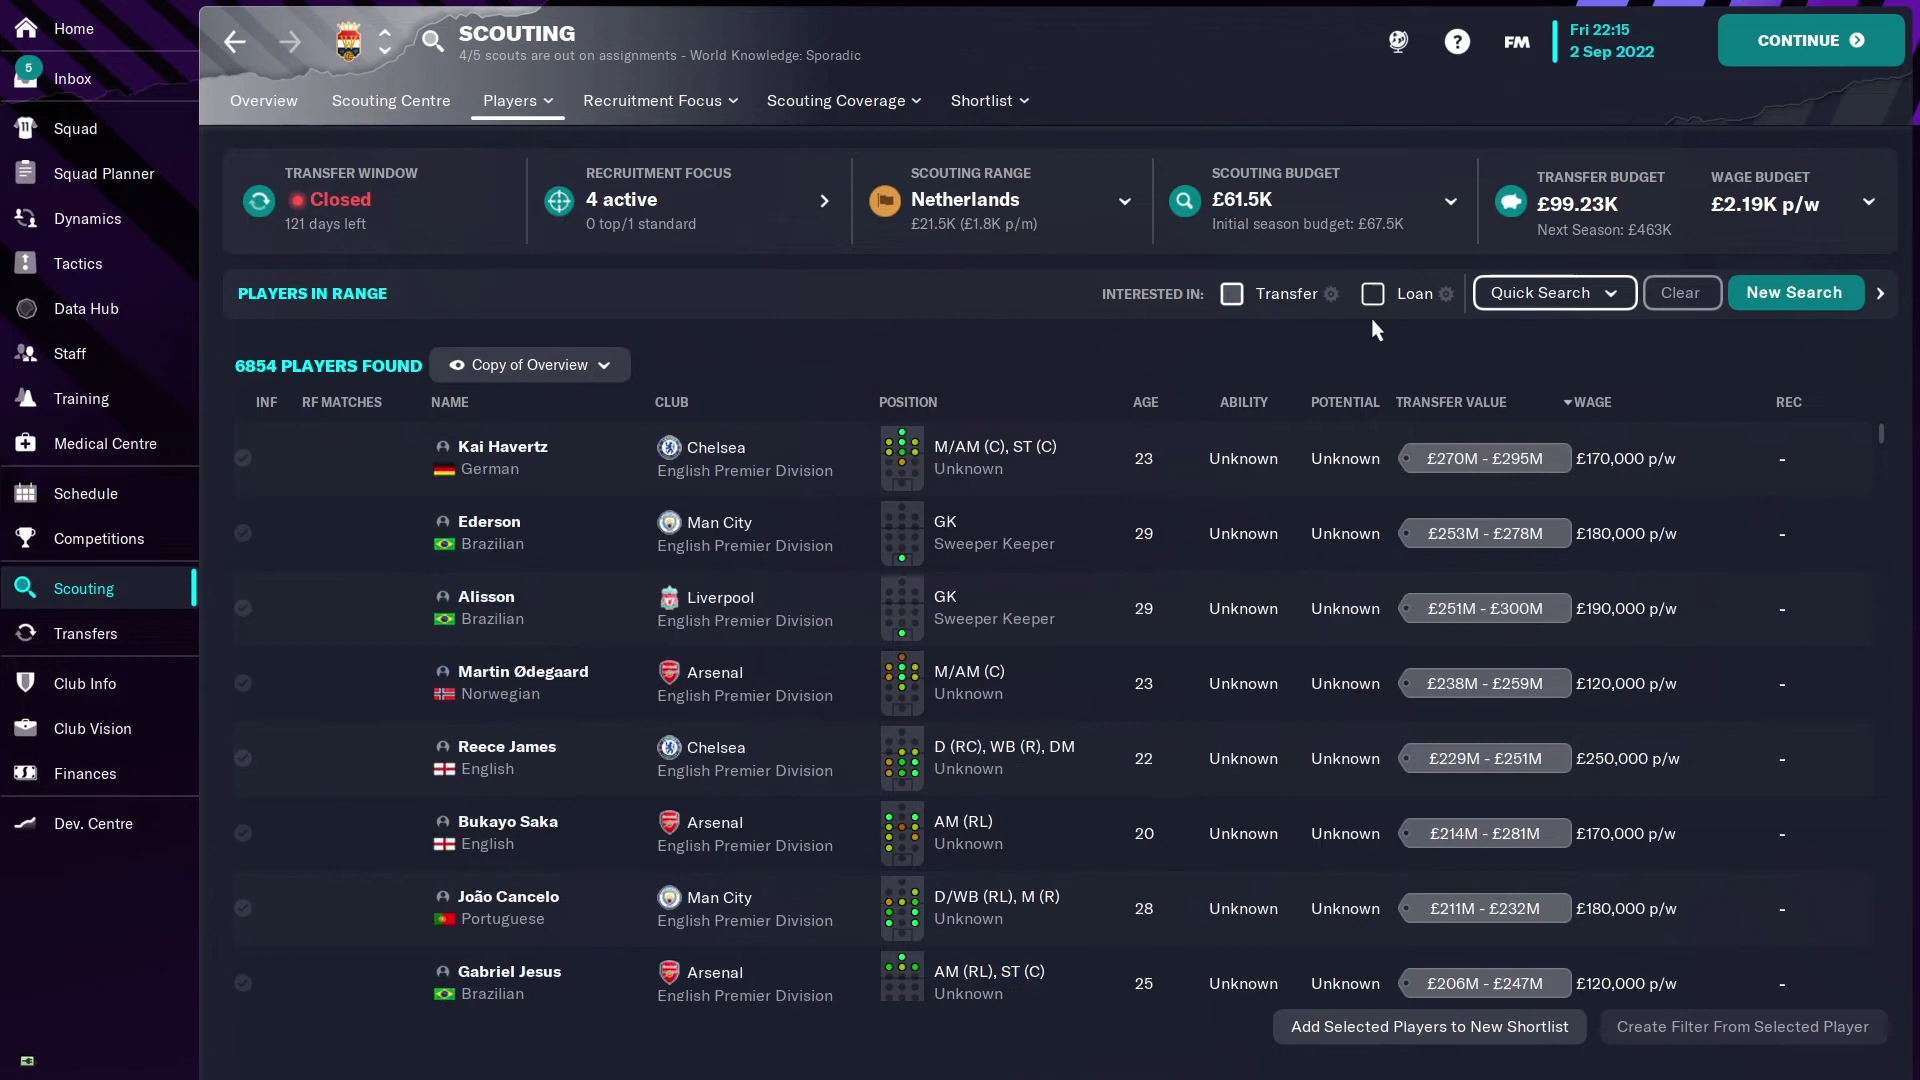 Home
5
Inbox
Squad
Squad Planner
Dynamics
Tactics
Data Hub
Staff
Training
Medical Centre
Schedule
Competitions
Scouting
Transfers
Club Info
Club Vision
Finances
Dev. Centre
SCOUTING
4/5 scouts are out on assignments - World Knowledge: Sporadic
FM
Fri 22:15
2 Sep 2022
CONTINUE
Overview Scouting Centre Players Recruitment Focus Scouting Coverage Shortlist
TRANSFER WINDOW
Closed
121 days left
RECRUITMENT FOCUS
4 active
0 top/1 standard
SCOUTING RANGE
Netherlands
£21.5K (£1.8K p/m)
SCOUTING BUDGET
£61.5K
Initial season budget: £67.5K
TRANSFER BUDGET
£99.23K
Next Season: £463K
WAGE BUDGET
£2.19K p/w
PLAYERS IN RANGE
INTERESTED IN: Transfer Loan Quick Search Clear New Search
6854 PLAYERS FOUND Copy of Overview
INF RF MATCHES NAME CLUB POSITION AGE ABILITY POTENTIAL TRANSFER VALUE WAGE REC
Kai Havertz Chelsea M/AM (C), ST (C)
23 Unknown Unknown £270M - £295M £170,000 p/w -
German English Premier Division Unknown
Ederson Man City GK
29 Unknown Unknown £253M - £278M £180,000 p/w -
Brazilian English Premier Division Sweeper Keeper
Alisson Liverpool GK
29 Unknown Unknown £251M - £300M £190,000 p/w -
Brazilian English Premier Division Sweeper Keeper
Martin Ødegaard Arsenal M/AM (C)
23 Unknown Unknown £238M - £259M £120,000 p/w -
Norwegian English Premier Division Unknown
Reece James Chelsea D (RC), WB (R), DM
22 Unknown Unknown £229M - £251M £250,000 p/w -
English English Premier Division Unknown
Bukayo Saka Arsenal AM (RL)
20 Unknown Unknown £214M - £281M £170,000 p/w -
English English Premier Division Unknown
João Cancelo Man City D/WB (RL), M (R)
28 Unknown Unknown £211M - £232M £180,000 p/w -
Portuguese English Premier Division Unknown
Gabriel Jesus Arsenal AM (RL), ST (C)
25 Unknown Unknown £206M - £247M £120,000 p/w -
Brazilian English Premier Division Unknown
Add Selected Players to New Shortlist Create Filter From Selected Player